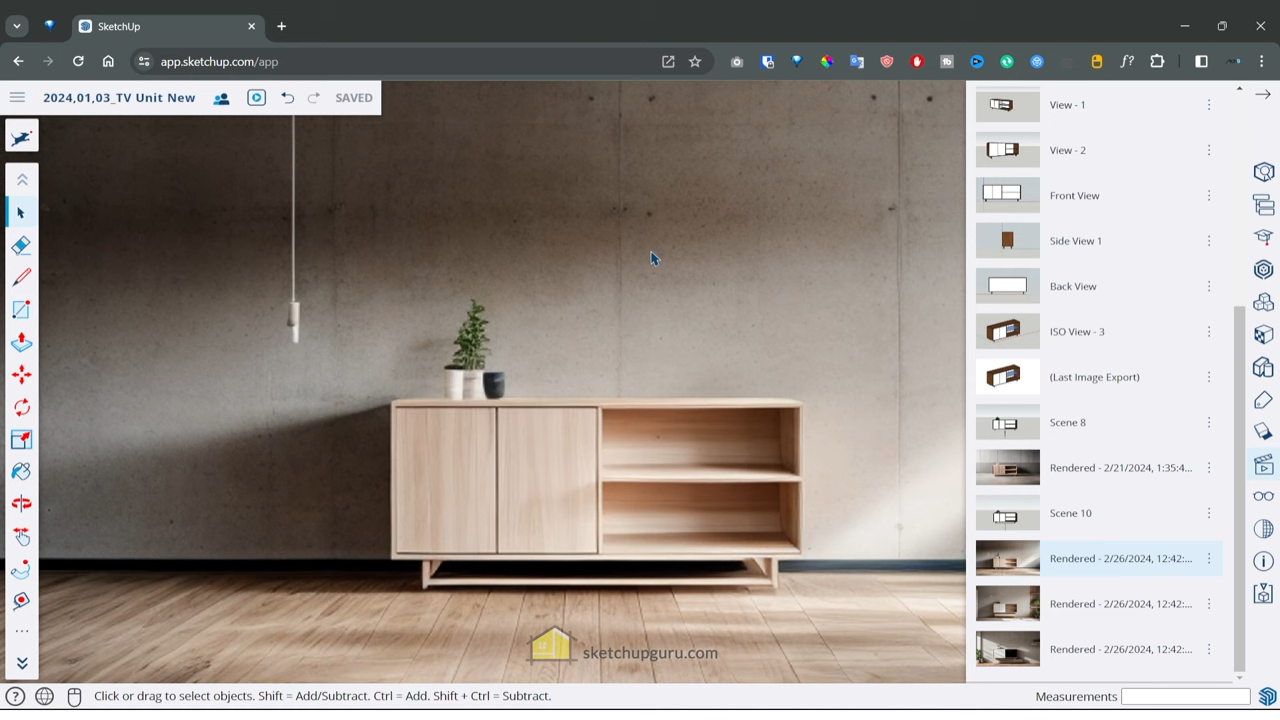 SketchUp
app.sketchup.com/app
2024,01,03_TV Unit New
SAVED
View - 1
View - 2
Front View
Side View 1
Back View
ISO View - 3
(Last Image Export)
Scene 8
Rendered - 2/21/2024, 1:35:4...
Scene 10
Rendered - 2/26/2024, 12:42:...
Rendered - 2/26/2024, 12:42:...
Rendered - 2/26/2024, 12:42:...
sketchupguru.com
Click or drag to select objects. Shift = Add/Subtract. Ctrl = Add. Shift + Ctrl = Subtract.
Measurements